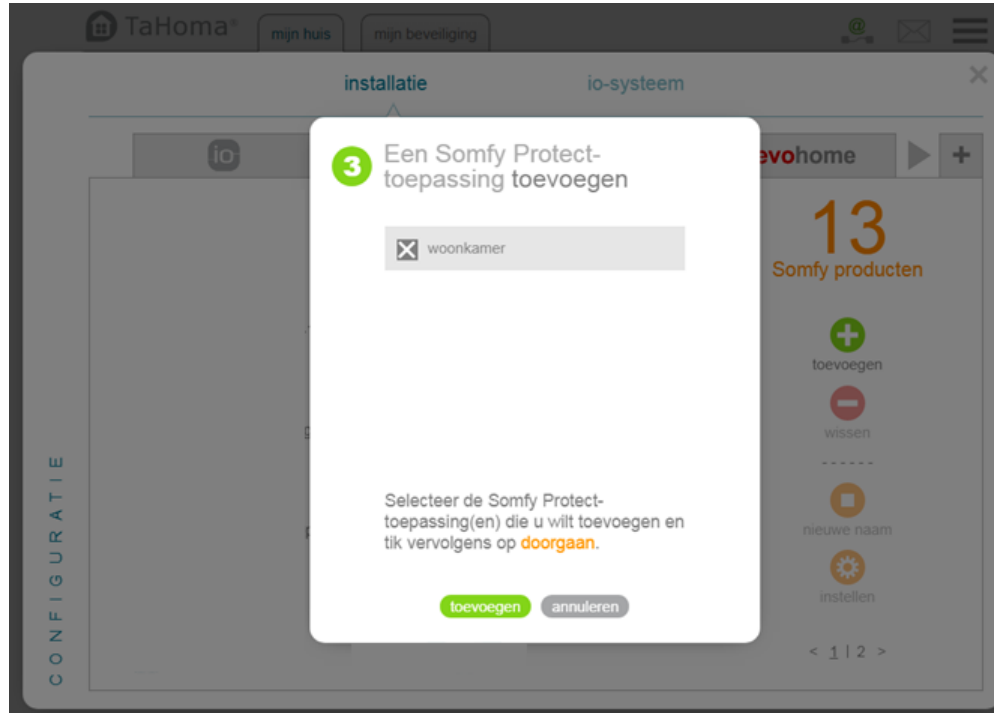 TaHoma®
mijn huis
mijn beveiliging
installatie
io-systeem
io
evohome
3
Een Somfy Protect-
toepassing toevoegen
woonkamer
Selecteer de Somfy Protect-
toepassing(en) die u wilt toevoegen en
tik vervolgens op doorgaan.
toevoegen
annuleren
13
Somfy producten
toevoegen
wissen
------
nieuwe naam
instellen
< 1 | 2 >
CONFIGURATIE